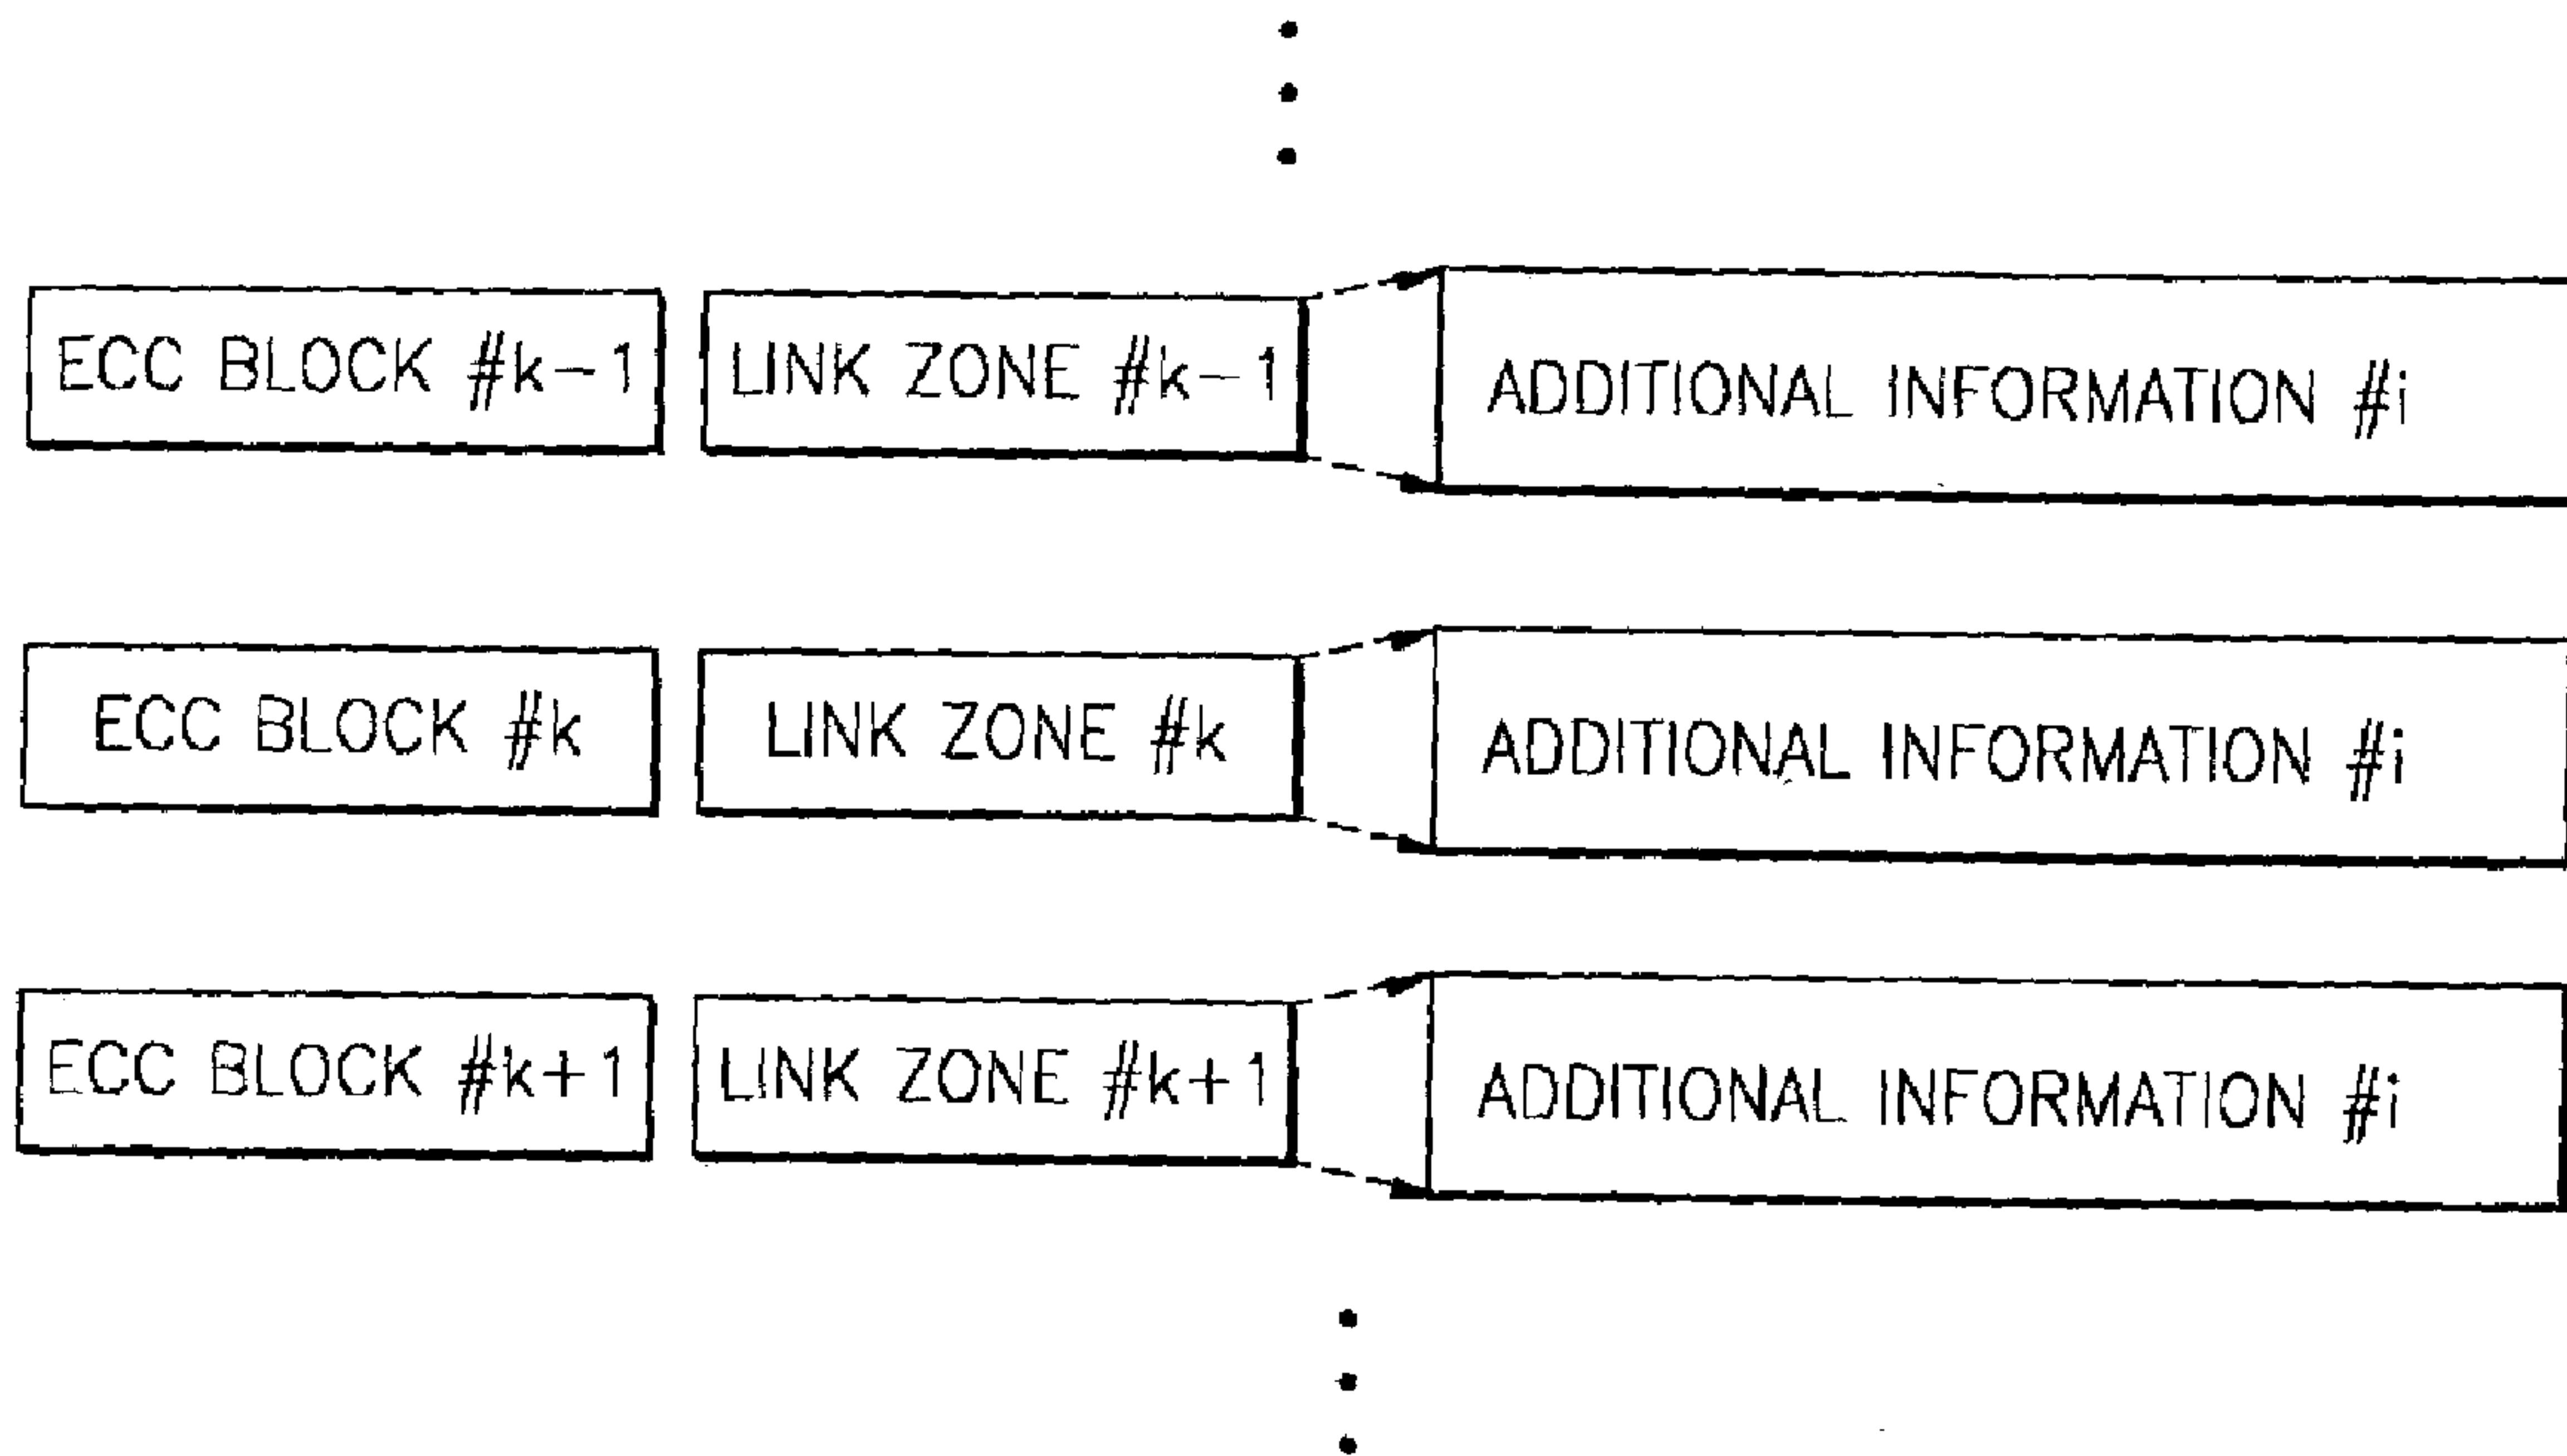 ECC BLOCK #k-1 LINK ZONE #k-1 ADDITIONAL INFORMATION #i
ECC BLOCK #k LINK ZONE #k ADDITIONAL INFORMATION #i
ECC BLOCK #k+1 LINK ZONE #k+1 ADDITIONAL INFORMATION #i